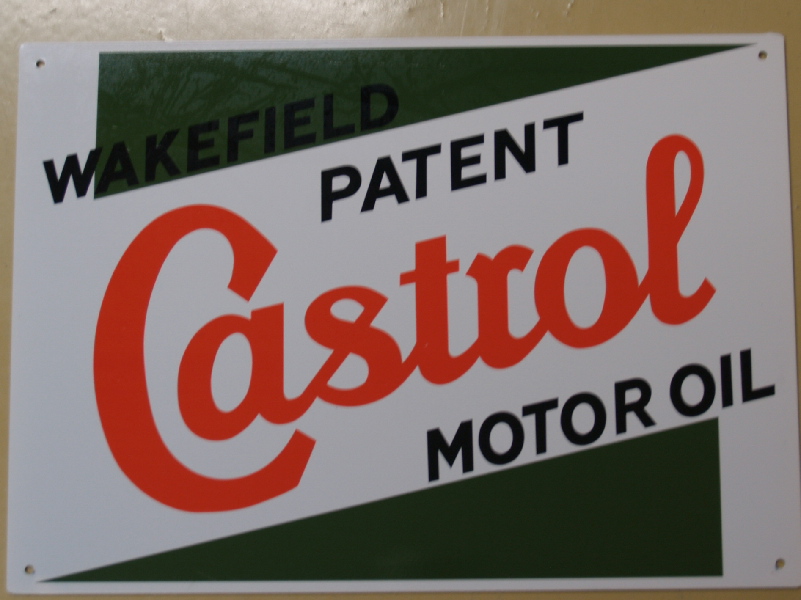 WAKEFIELD
PATENT
Castrol
MOTOR OIL